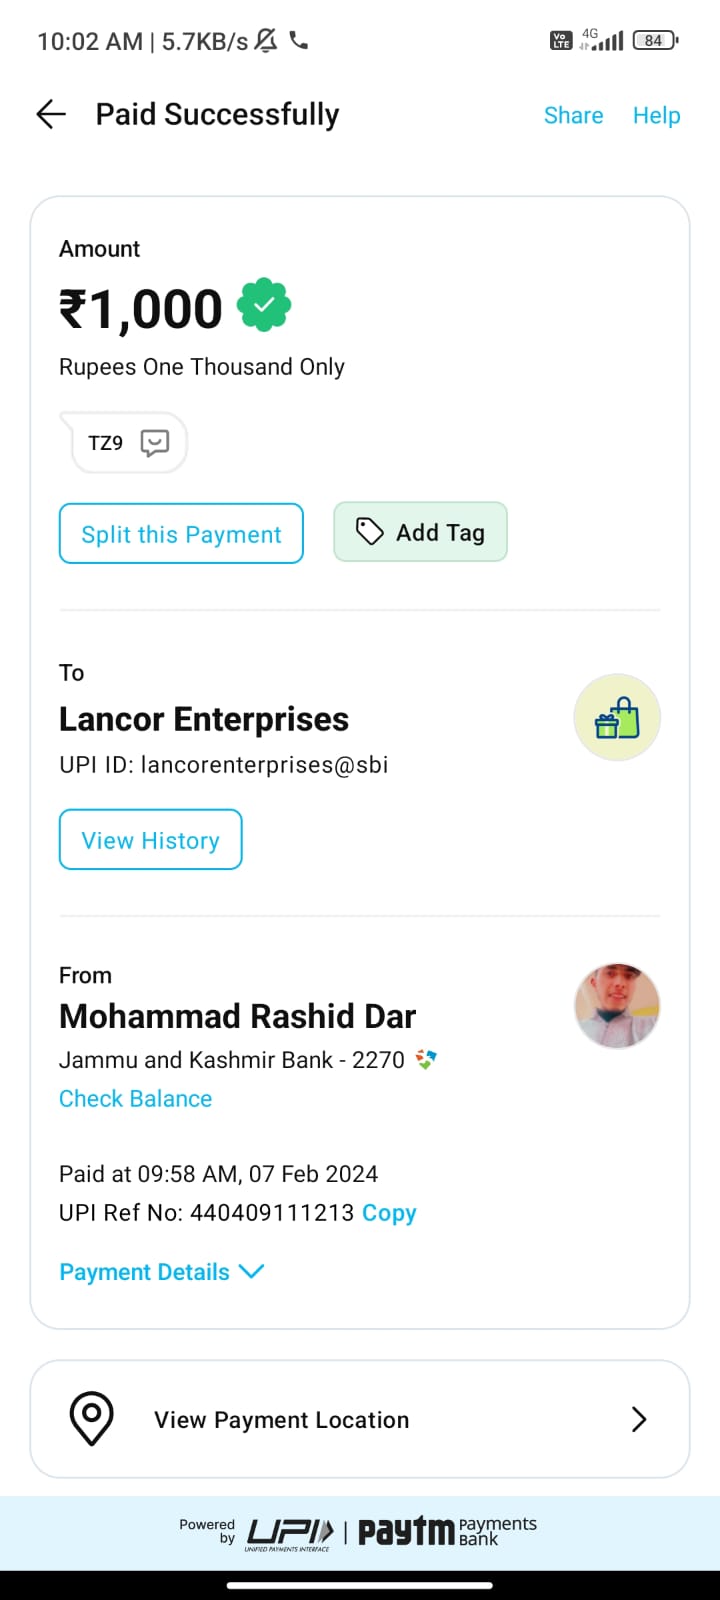 10:02 AM | 5.7KB/s
Vo LTE 4G 84
Paid Successfully Share Help
Amount
₹1,000
Rupees One Thousand Only
TZ9
Split this Payment Add Tag
To
Lancor Enterprises
UPI ID: lancorenterprises@sbi
View History
From
Mohammad Rashid Dar
Jammu and Kashmir Bank - 2270
Check Balance
Paid at 09:58 AM, 07 Feb 2024
UPI Ref No: 440409111213 Copy
Payment Details
View Payment Location
Powered by UPI | paytm Payments Bank
UNIFIED PAYMENTS INTERFACE